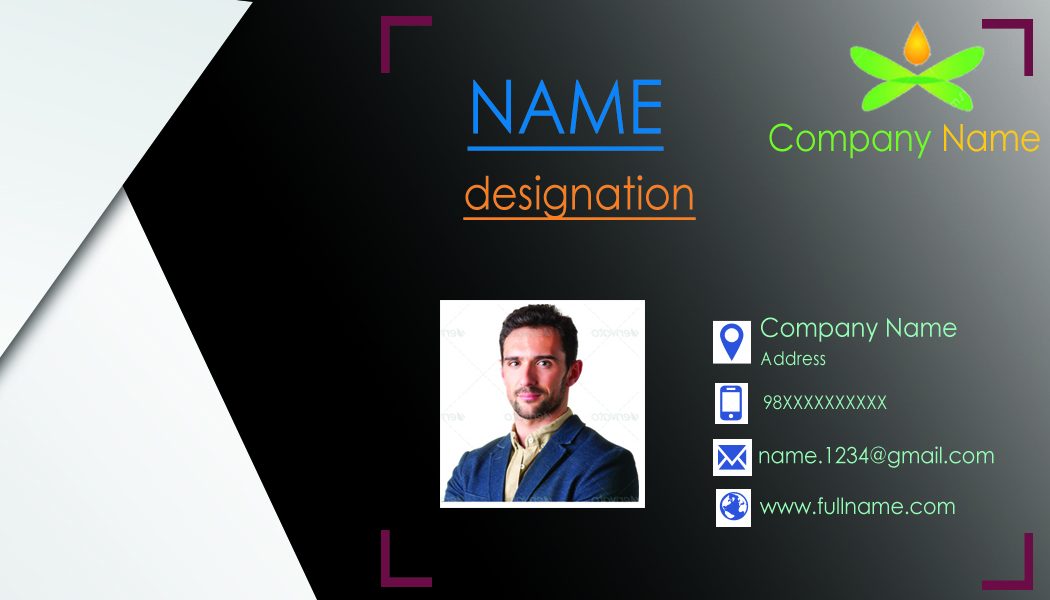 NAME
designation
Company Name
Company Name
Address
98XXXXXXXXXX
name.1234@gmail.com
www.fullname.com